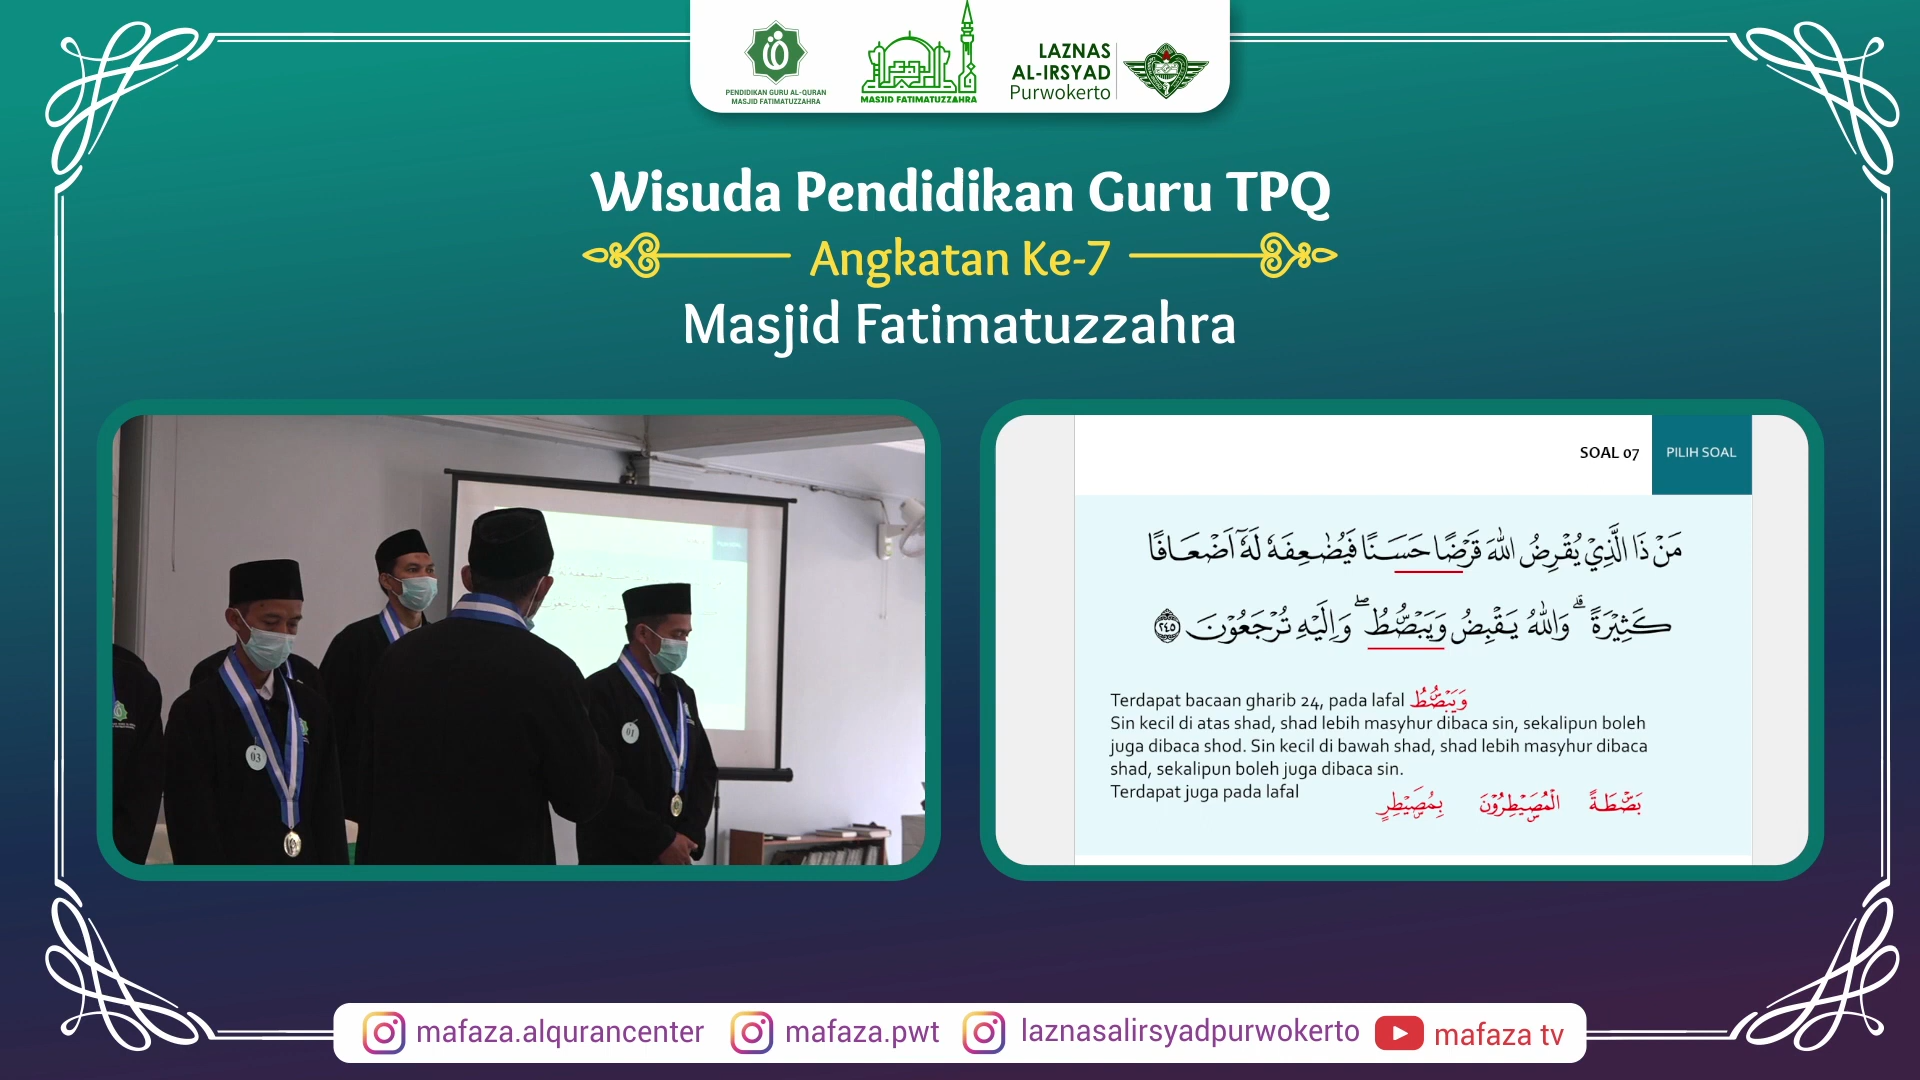 PENDIDIKAN GURU AL-QURAN
MASJID FATIMATUZZAHRA
MASJID FATIMATUZZAHRA
LAZNAS
AL-IRSYAD
Purwokerto
Wisuda Pendidikan Guru TPQ
Angkatan Ke-7
Masjid Fatimatuzzahra
03
01
SOAL 07
PILIH SOAL
مَنْ ذَا الَّذِيْ يُقْرِضُ اللّٰهَ قَرْضًا حَسَنًا فَيُضٰعِفَهٗ لَهٗٓ اَضْعَافًا
كَثِيْرَةً ۗ وَاللّٰهُ يَقْبِضُ وَيَبْصُۣطُ ۖ وَاِلَيْهِ تُرْجَعُوْنَ ٢٤٥
Terdapat bacaan gharib 24, pada lafal وَيَبْصُۜطُ
Sin kecil di atas shad, shad lebih masyhur dibaca sin, sekalipun boleh
juga dibaca shod. Sin kecil di bawah shad, shad lebih masyhur dibaca
shad, sekalipun boleh juga dibaca sin.
Terdapat juga pada lafal
بَصْۜطَةً الْمُصَۣيْطِرُوْنَ بِمُصَۣيْطِرٍ
mafaza.alqurancenter
mafaza.pwt
laznasalirsyadpurwokerto
mafaza tv